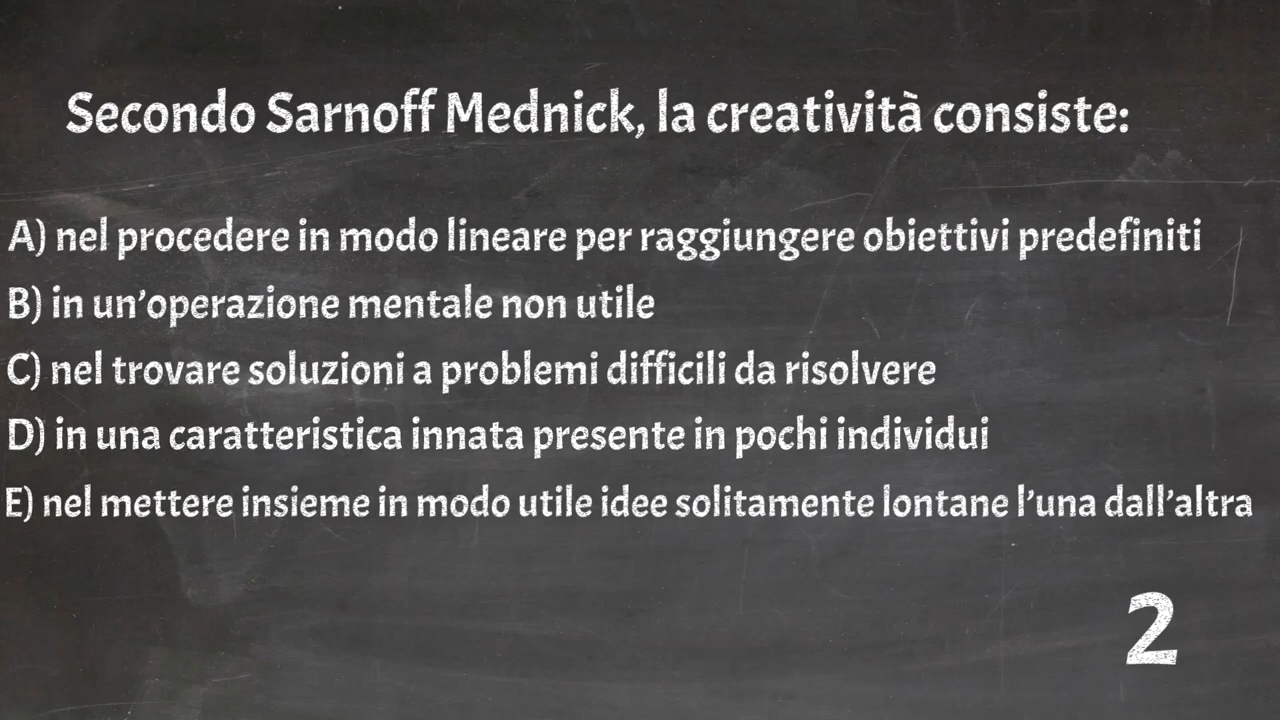 Secondo Sarnoff Mednick, la creatività consiste:
A) nel procedere in modo lineare per raggiungere obiettivi predefiniti
B) in un'operazione mentale non utile
C) nel trovare soluzioni a problemi difficili da risolvere
D) in una caratteristica innata presente in pochi individui
E) nel mettere insieme in modo utile idee solitamente lontane l'una dall'altra
2